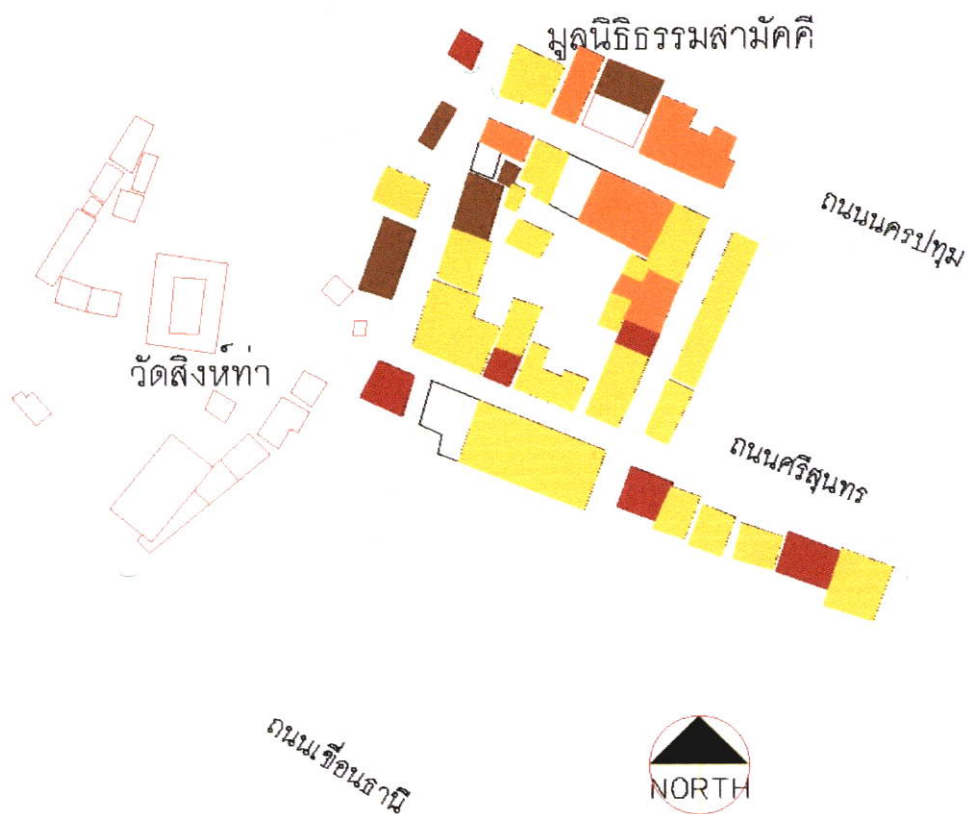 มูลนิธิธรรมสามัคคี
ถนนนครปทุม
วัดสิงห์ท่า
ถนนศรีสุนทร
ถนนเขื่อนธานี
NORTH